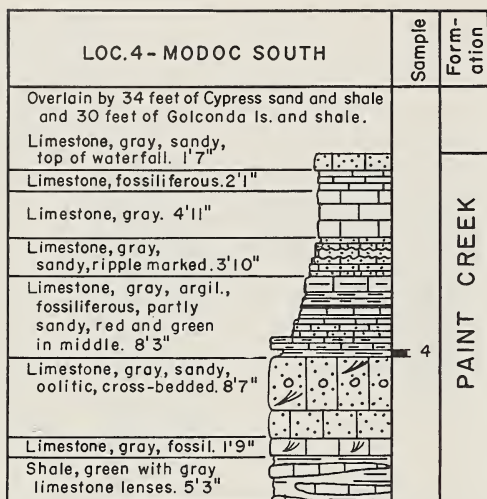 LOC. 4 - MODOC SOUTH
Sample
Form-
ation
Overlain by 34 feet of Cypress sand and shale
and 30 feet of Golconda ls. and shale.
Limestone, gray, sandy,
top of waterfall. 1'7"
Limestone, fossiliferous. 2'1"
Limestone, gray. 4'11"
Limestone, gray,
sandy, ripple marked. 3'10"
Limestone, gray, argil.,
fossiliferous, partly
sandy, red and green
in middle. 8'3"
4
Limestone, gray, sandy,
oolitic, cross-bedded. 8'7"
Limestone, gray, fossil. 1'9"
Shale, green with gray
limestone lenses. 5'3"
PAINT CREEK